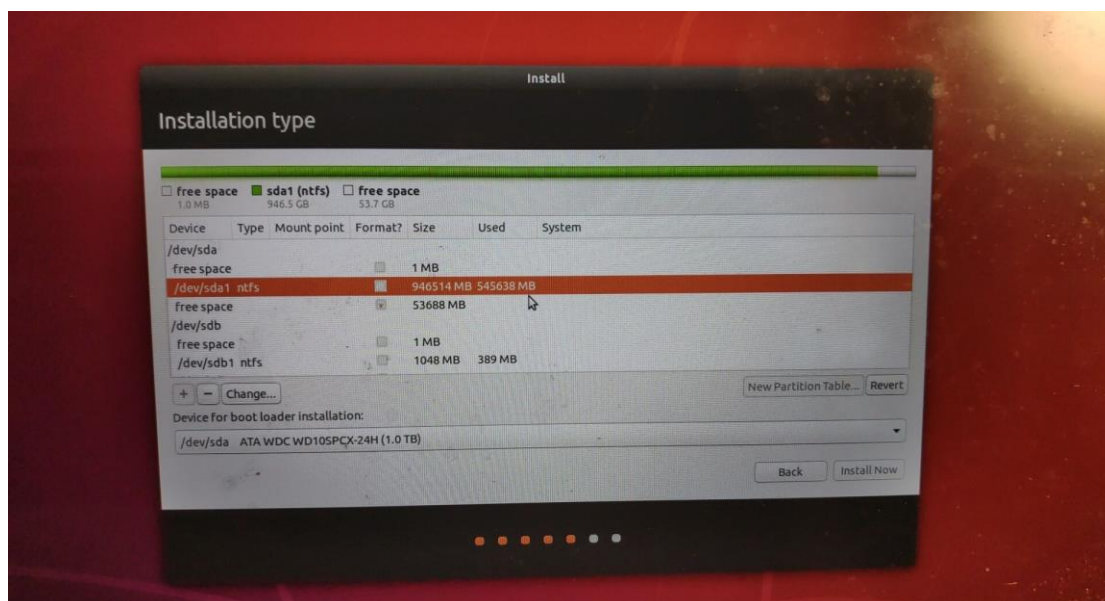 Install
Installation type
free space sda1 (ntfs) free space
1.0 MB 946.5 GB 53.7 GB
Device Type Mount point Format? Size Used System
/dev/sda
free space 1 MB
/dev/sda1 ntfs 946514 MB 545638 MB
free space 53688 MB
/dev/sdb
free space 1 MB
/dev/sdb1 ntfs 1048 MB 389 MB
+ - Change... New Partition Table... Revert
Device for boot loader installation:
/dev/sda ATA WDC WD10SPCX-24H (1.0 TB)
Back Install Now